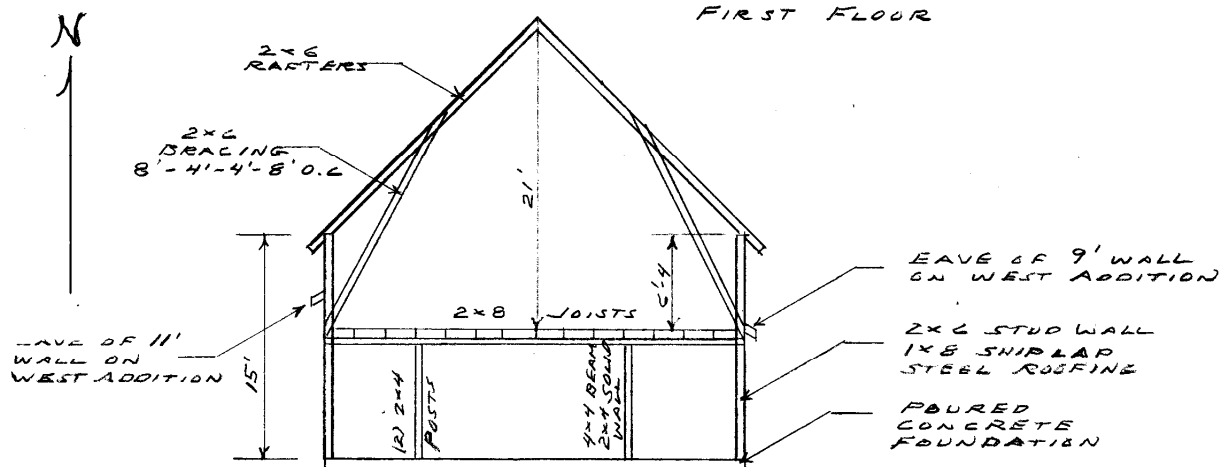 FIRST FLOOR
N
2×6
RAFTERS
2×6
BRACING
8'-4'-4'-8' O.C
21'
15'
6'-4
2×8 JOISTS
EAVE OF 9' WALL
ON WEST ADDITION
EAVE OF 11'
WALL ON
WEST ADDITION
2×6 STUD WALL
1×8 SHIPLAP
STEEL ROOFING
(2) 2×4
POSTS
4×4 BEAM
2×4 SOLID
WALL
POURED
CONCRETE
FOUNDATION